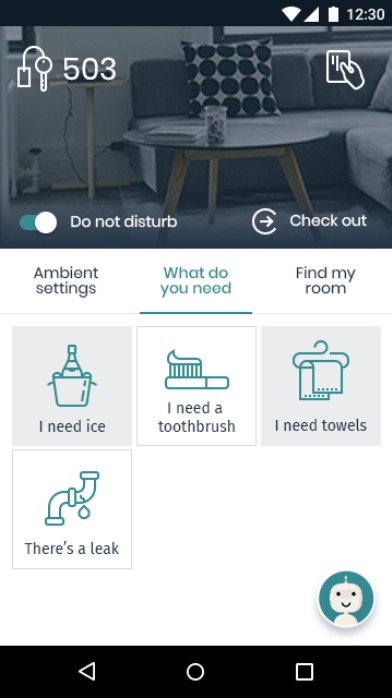 12:30
503
Do not disturb
Check out
Ambient
settings
What do
you need
Find my
room
I need ice
I need a
toothbrush
I need towels
There's a leak